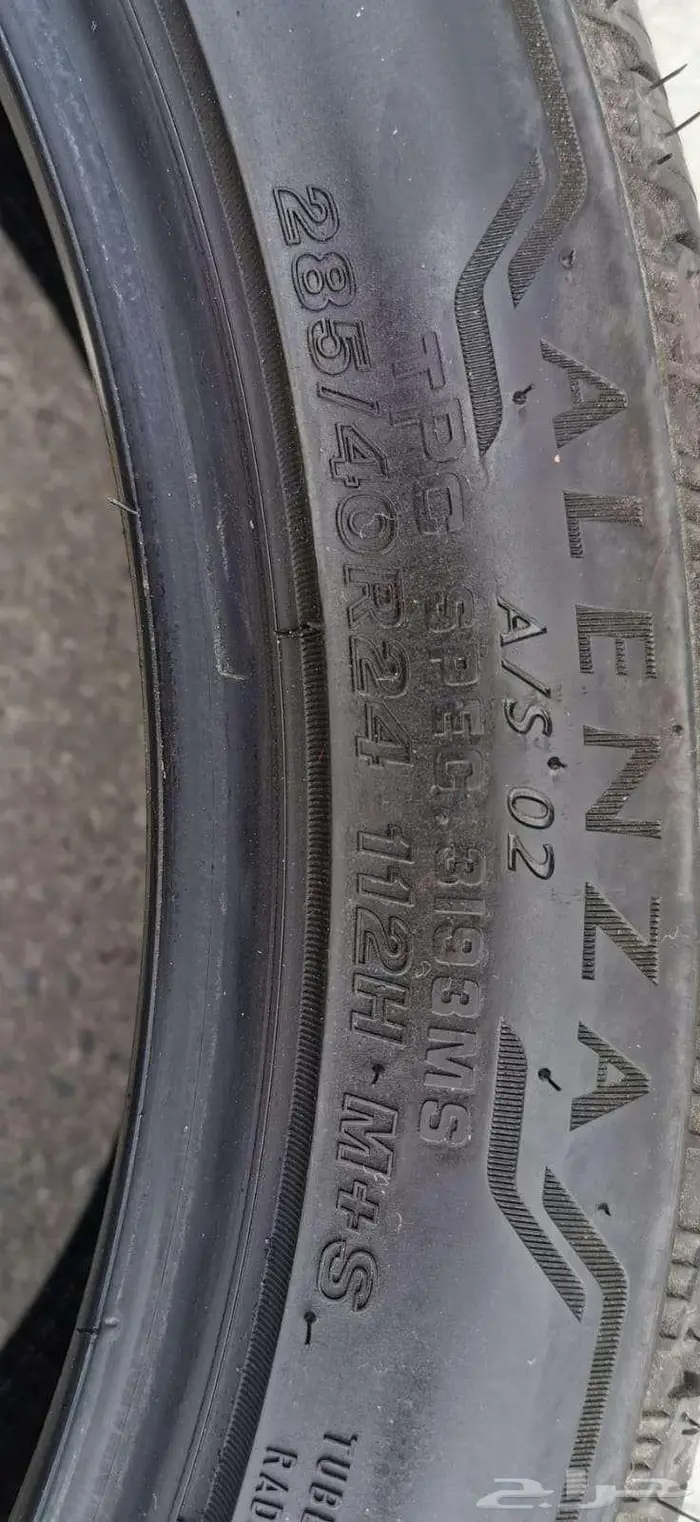 ALENZA
A/S 02
TPC SPEC.3193MS
285/40R24 112H M+S
TUBE
RAD
حراج